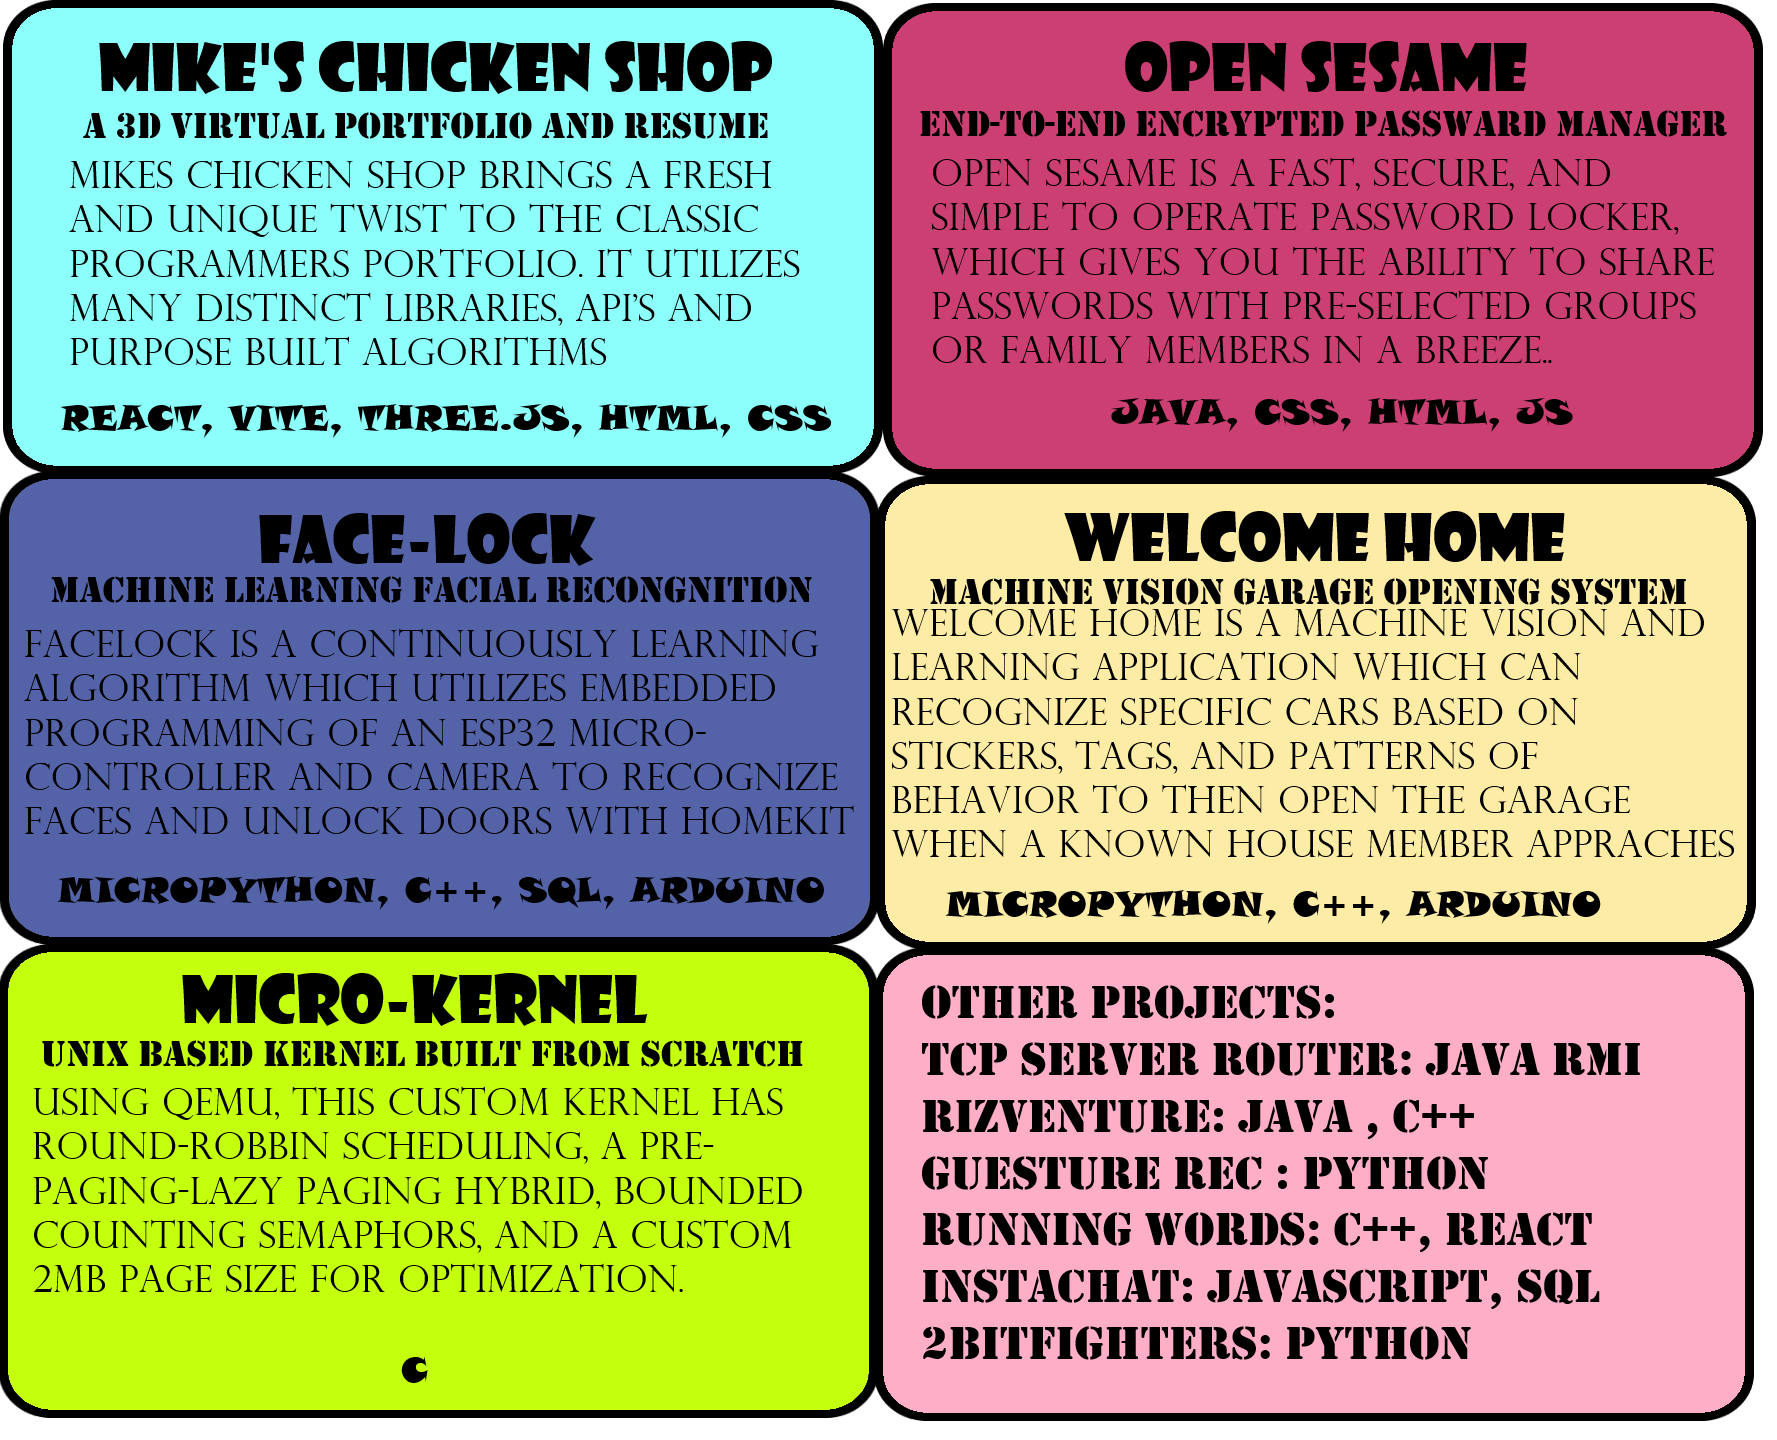 MIKE'S CHICKEN SHOP
A 3D VIRTUAL PORTFOLIO AND RESUME
MIKES CHICKEN SHOP BRINGS A FRESH
AND UNIQUE TWIST TO THE CLASSIC
PROGRAMMERS PORTFOLIO. IT UTILIZES
MANY DISTINCT LIBRARIES, API'S AND
PURPOSE BUILT ALGORITHMS
REACT, VITE, THREE.JS, HTML, CSS
OPEN SESAME
END-TO-END ENCRYPTED PASSWARD MANAGER
OPEN SESAME IS A FAST, SECURE, AND
SIMPLE TO OPERATE PASSWORD LOCKER,
WHICH GIVES YOU THE ABILITY TO SHARE
PASSWORDS WITH PRE-SELECTED GROUPS
OR FAMILY MEMBERS IN A BREEZE..
JAVA, CSS, HTML, JS
FACE-LOCK
MACHINE LEARNING FACIAL RECONGNITION
FACELOCK IS A CONTINUOUSLY LEARNING
ALGORITHM WHICH UTILIZES EMBEDDED
PROGRAMMING OF AN ESP32 MICRO-
CONTROLLER AND CAMERA TO RECOGNIZE
FACES AND UNLOCK DOORS WITH HOMEKIT
MICROPYTHON, C++, SQL, ARDUINO
WELCOME HOME
MACHINE VISION GARAGE OPENING SYSTEM
WELCOME HOME IS A MACHINE VISION AND
LEARNING APPLICATION WHICH CAN
RECOGNIZE SPECIFIC CARS BASED ON
STICKERS, TAGS, AND PATTERNS OF
BEHAVIOR TO THEN OPEN THE GARAGE
WHEN A KNOWN HOUSE MEMBER APPRACHES
MICROPYTHON, C++, ARDUINO
MICRO-KERNEL
UNIX BASED KERNEL BUILT FROM SCRATCH
USING QEMU, THIS CUSTOM KERNEL HAS
ROUND-ROBBIN SCHEDULING, A PRE-
PAGING-LAZY PAGING HYBRID, BOUNDED
COUNTING SEMAPHORS, AND A CUSTOM
2MB PAGE SIZE FOR OPTIMIZATION.
C
OTHER PROJECTS:
TCP SERVER ROUTER: JAVA RMI
RIZVENTURE: JAVA , C++
GUESTURE REC : PYTHON
RUNNING WORDS: C++, REACT
INSTACHAT: JAVASCRIPT, SQL
2BITFIGHTERS: PYTHON